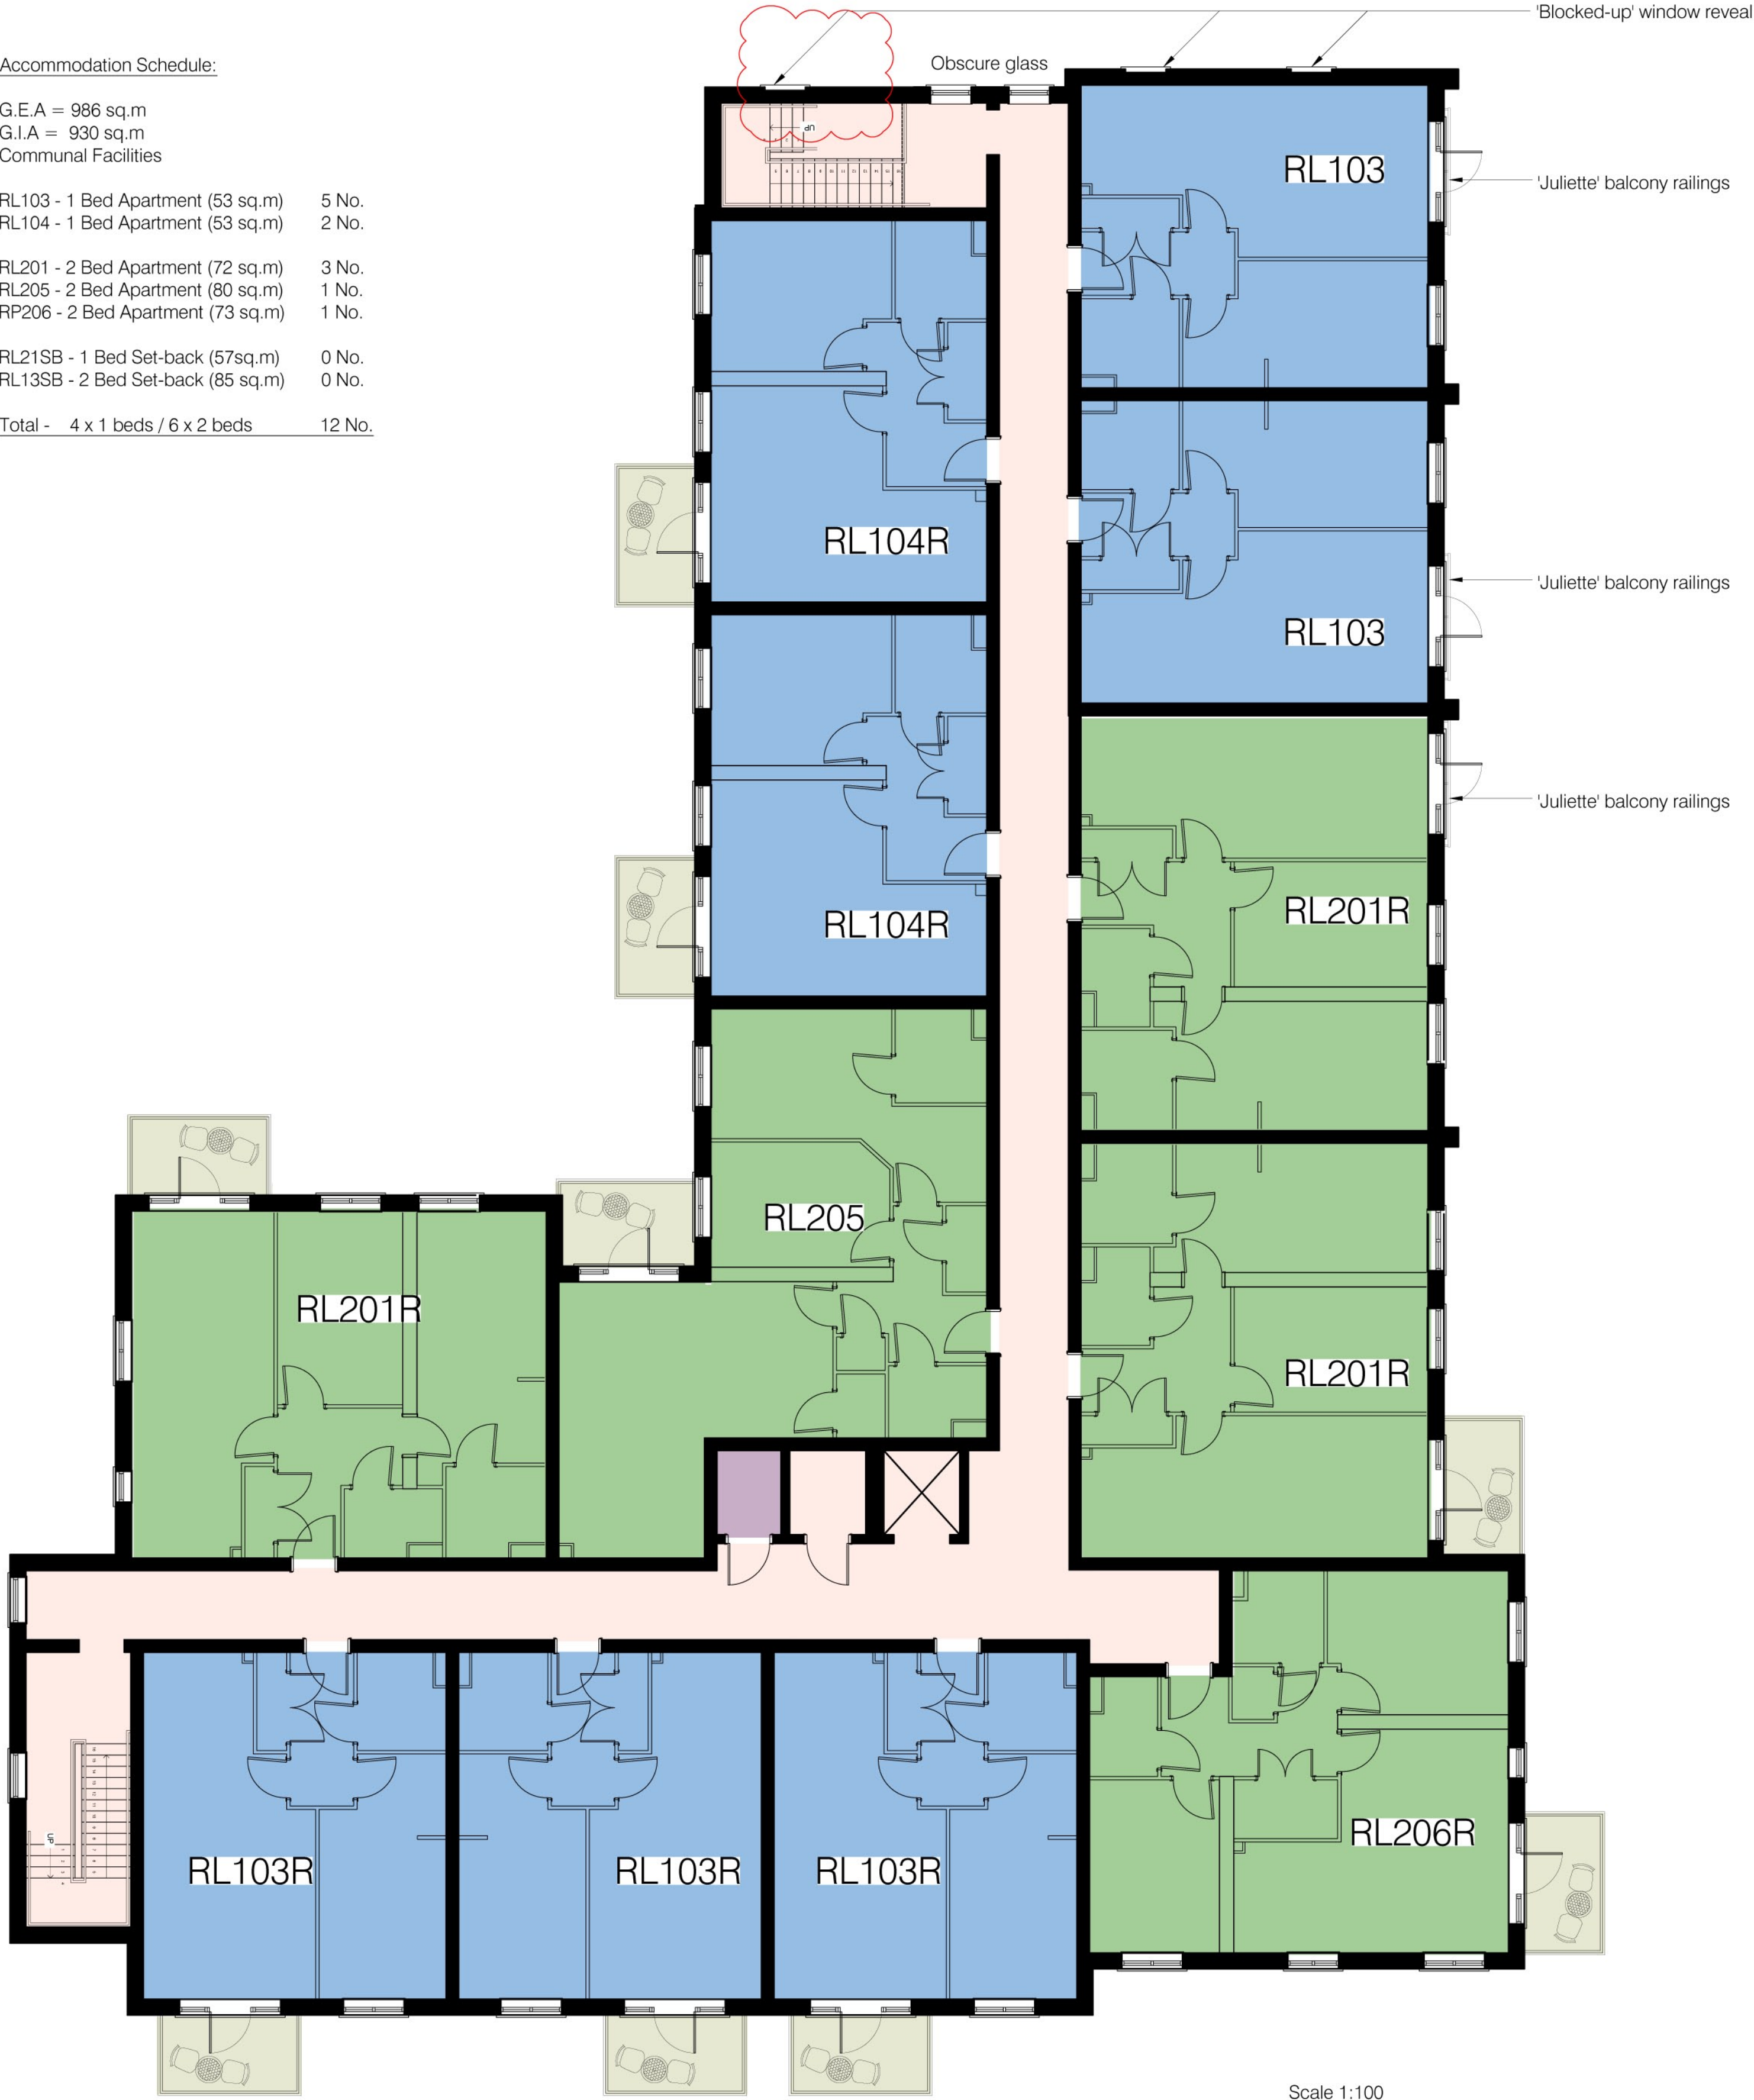 'Blocked-up' window reveal
Obscure glass
Accommodation Schedule:
G.E.A = 986 sq.m
G.I.A = 930 sq.m
Communal Facilities
RL103 - 1 Bed Apartment (53 sq.m) 5 No.
RL104 - 1 Bed Apartment (53 sq.m) 2 No.
RL201 - 2 Bed Apartment (72 sq.m) 3 No.
RL205 - 2 Bed Apartment (80 sq.m) 1 No.
RP206 - 2 Bed Apartment (73 sq.m) 1 No.
RL21SB - 1 Bed Set-back (57sq.m) 0 No.
RL13SB - 2 Bed Set-back (85 sq.m) 0 No.
Total - 4 x 1 beds / 6 x 2 beds 12 No.
UP
RL103
'Juliette' balcony railings
RL104R
'Juliette' balcony railings
RL103
'Juliette' balcony railings
RL104R
RL201R
RL205
RL201R
RL201R
UP
RL206R
RL103R
RL103R
RL103R
Scale 1:100